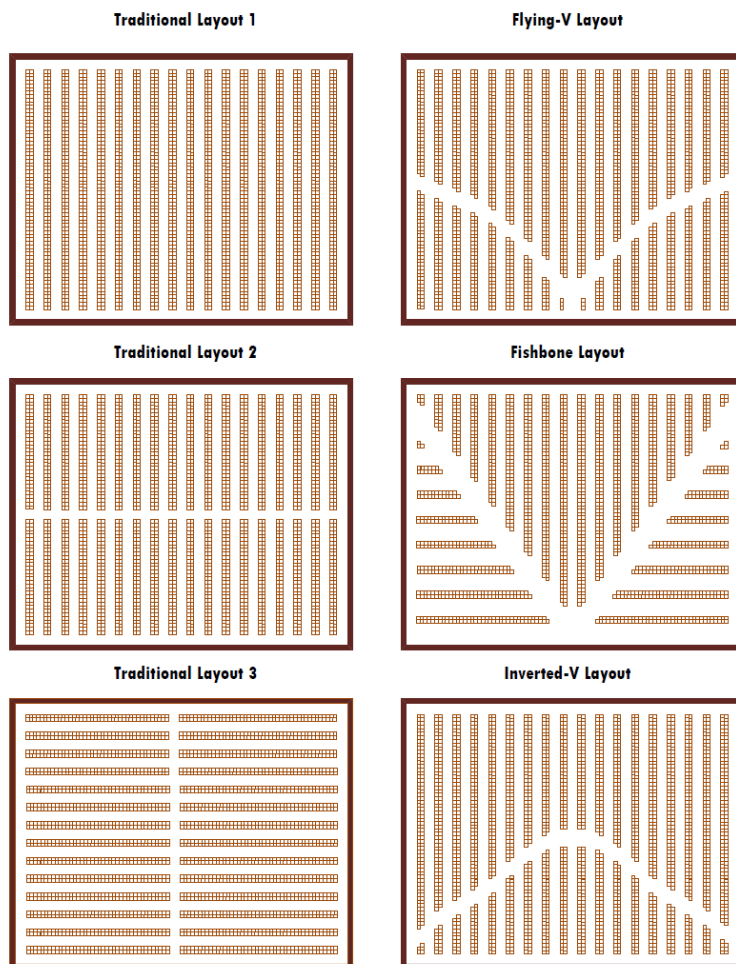 Traditional Layout 1
Flying-V Layout
Traditional Layout 2
Fishbone Layout
Traditional Layout 3
Inverted-V Layout